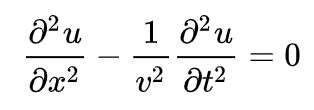 ∂²u/∂x² − 1/v² ∂²u/∂t² = 0